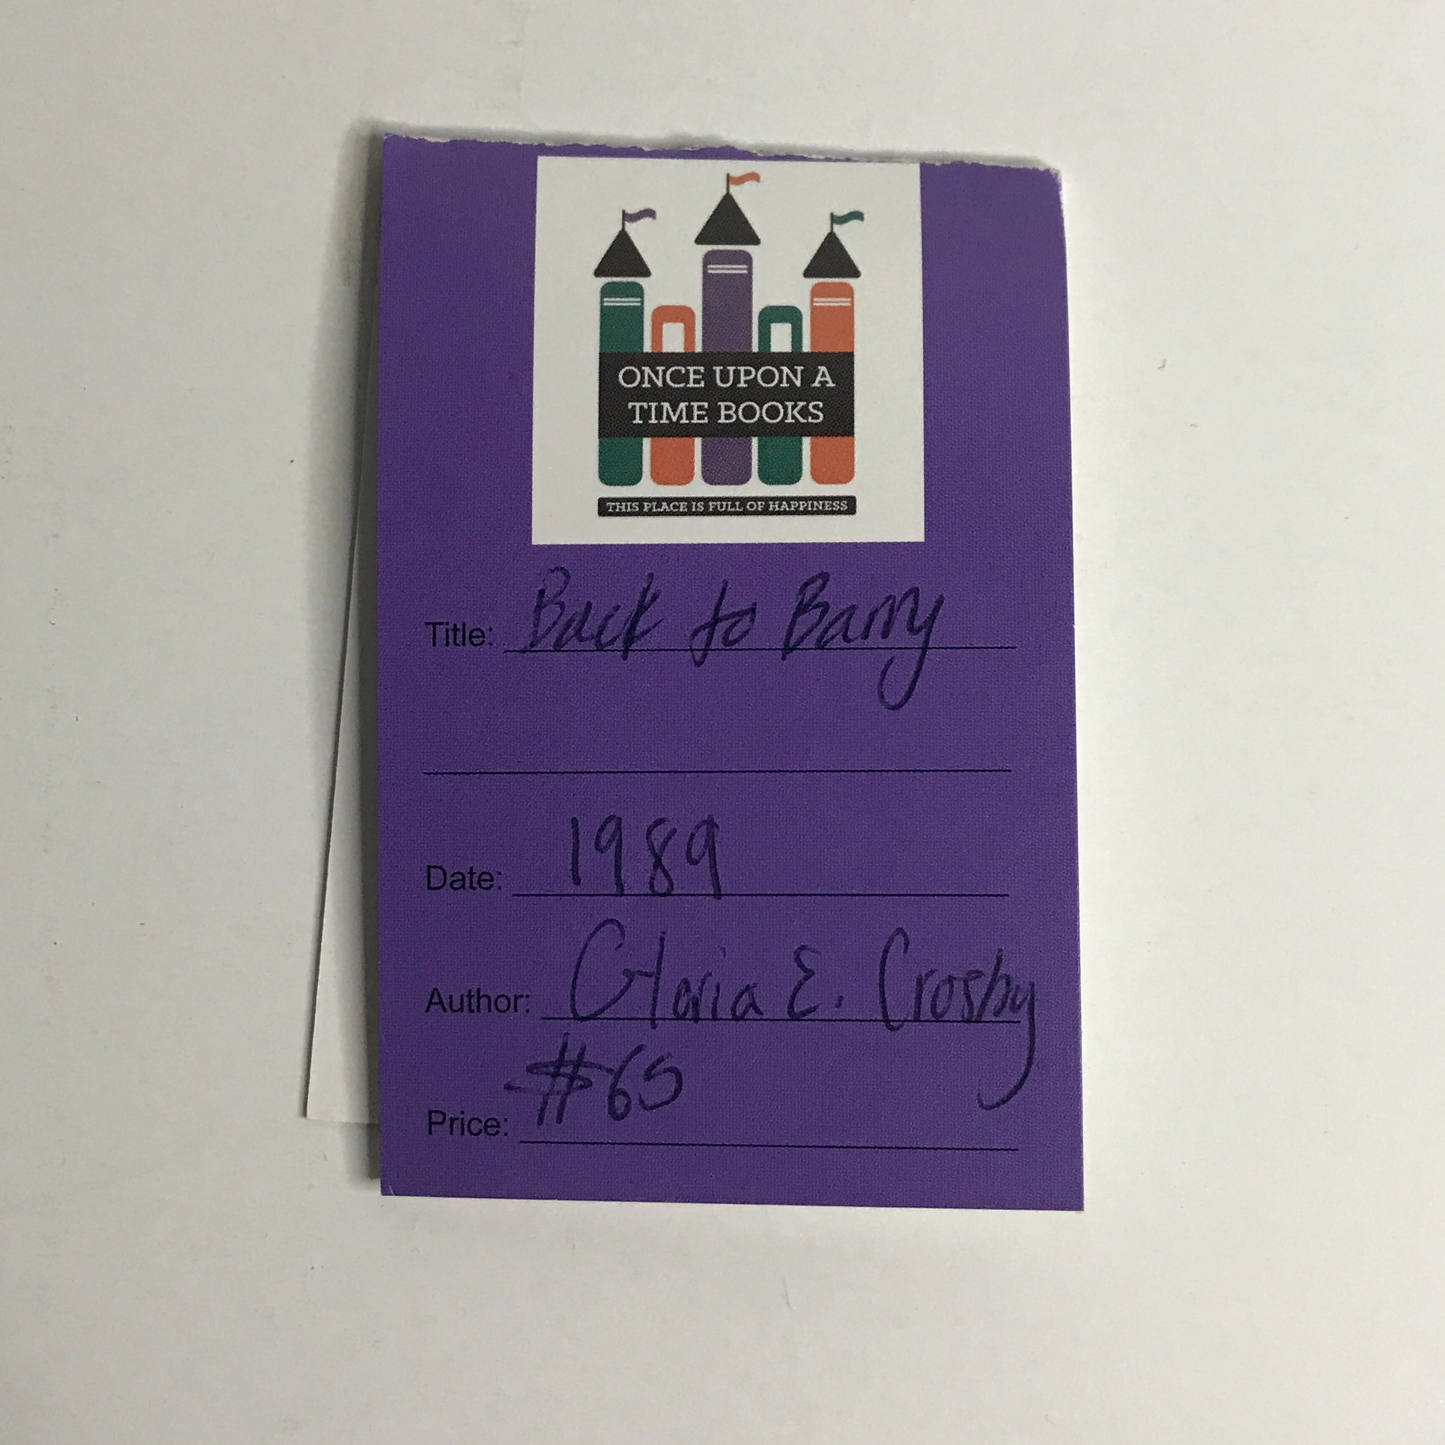 ONCE UPON A
TIME BOOKS
THIS PLACE IS FULL OF HAPPINESS
Title: Back to Barry
Date: 1989
Author: Gloria E. Crosby
Price: #65